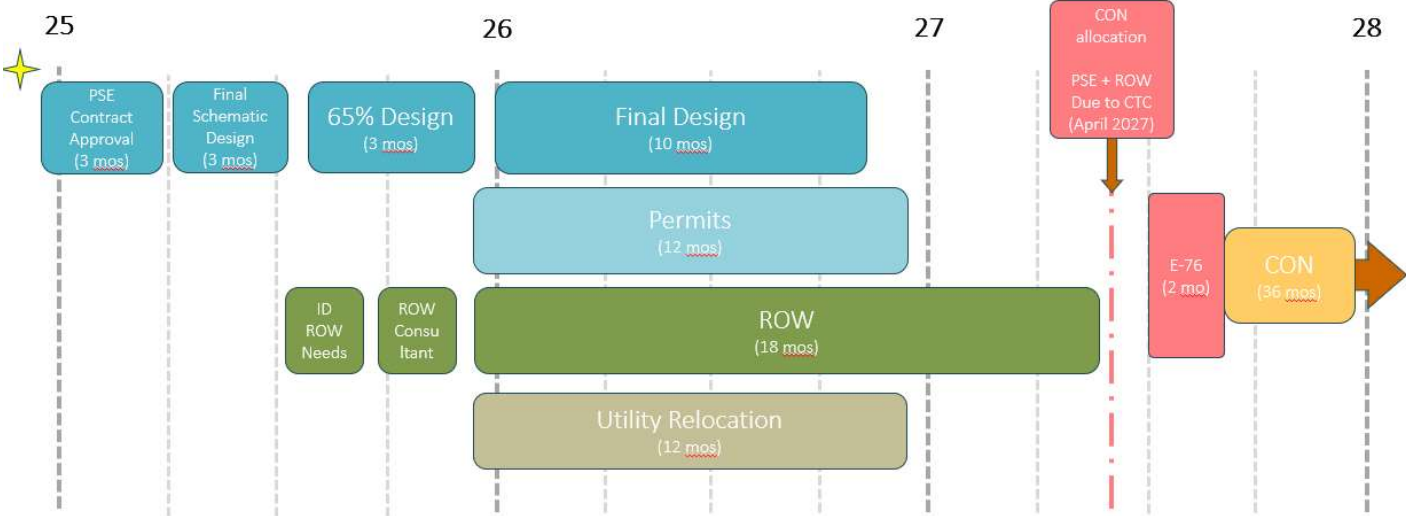 25
26
27
28
CON
allocation
PSE + ROW
Due to CTC
(April 2027)
PSE
Contract
Approval
(3 mos)
Final
Schematic
Design
(3 mos)
65% Design
(3 mos)
Final Design
(10 mos)
Permits
(12 mos)
E-76
(2 mo)
CON
(36 mos)
ID
ROW
Needs
ROW
Consu
ltant
ROW
(18 mos)
Utility Relocation
(12 mos)